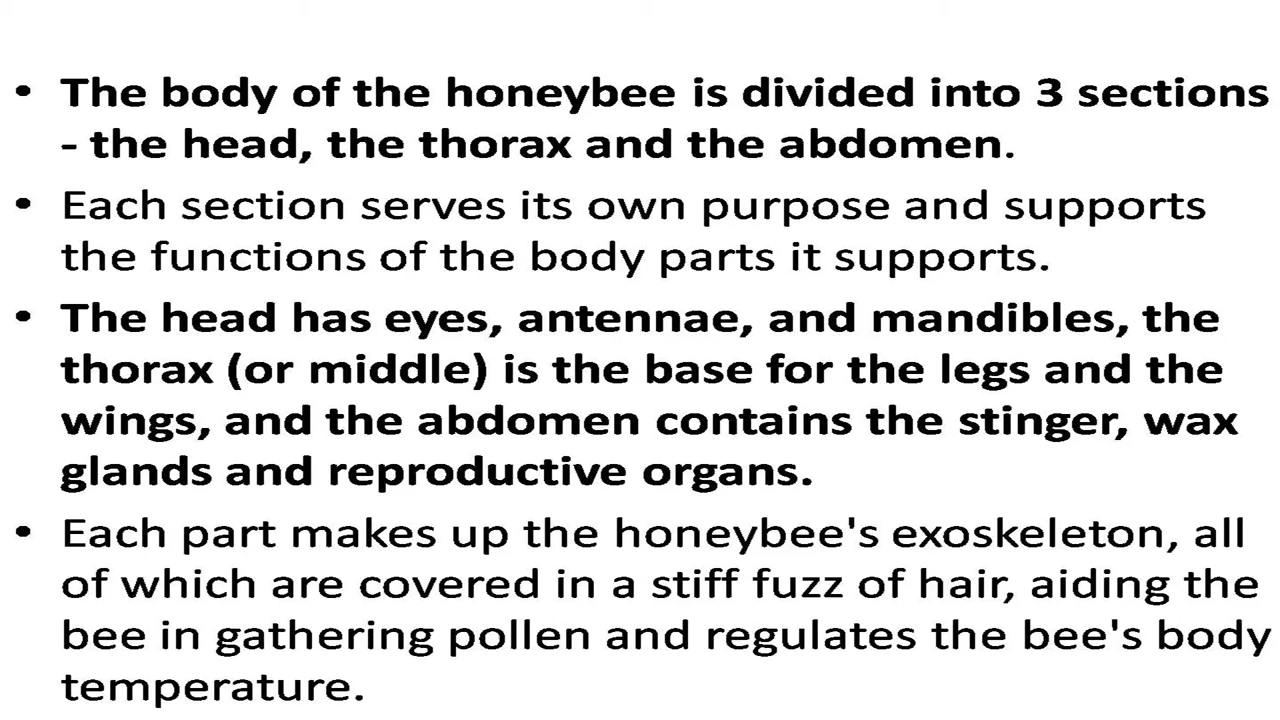 • The body of the honeybee is divided into 3 sections
- the head, the thorax and the abdomen.
• Each section serves its own purpose and supports
the functions of the body parts it supports.
• The head has eyes, antennae, and mandibles, the
thorax (or middle) is the base for the legs and the
wings, and the abdomen contains the stinger, wax
glands and reproductive organs.
• Each part makes up the honeybee's exoskeleton, all
of which are covered in a stiff fuzz of hair, aiding the
bee in gathering pollen and regulates the bee's body
temperature.